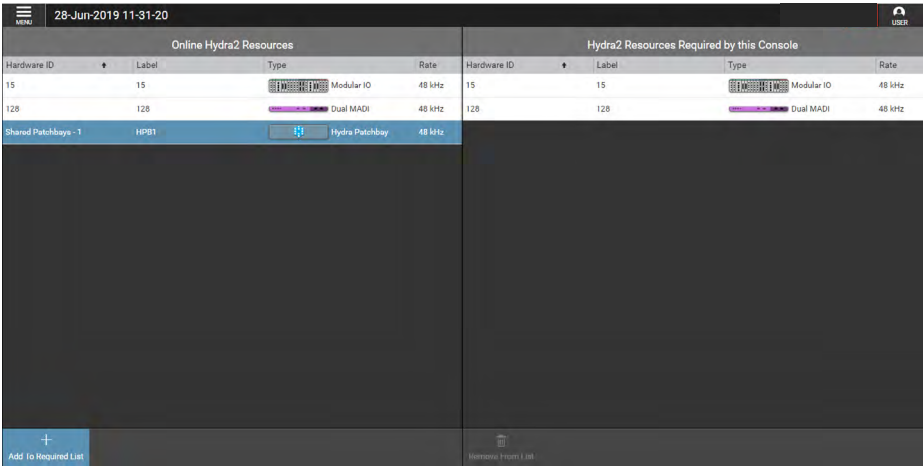 MENU 28-Jun-2019 11-31-20 USER
Online Hydra2 Resources
Hardware ID Label Type Rate
15 15 Modular IO 48 kHz
128 128 Dual MADI 48 kHz
Shared Patchbays - 1 HPB1 Hydra Patchbay 48 kHz
Add To Required List
Hydra2 Resources Required by this Console
Hardware ID Label Type Rate
15 15 Modular IO 48 kHz
128 128 Dual MADI 48 kHz
Remove From List